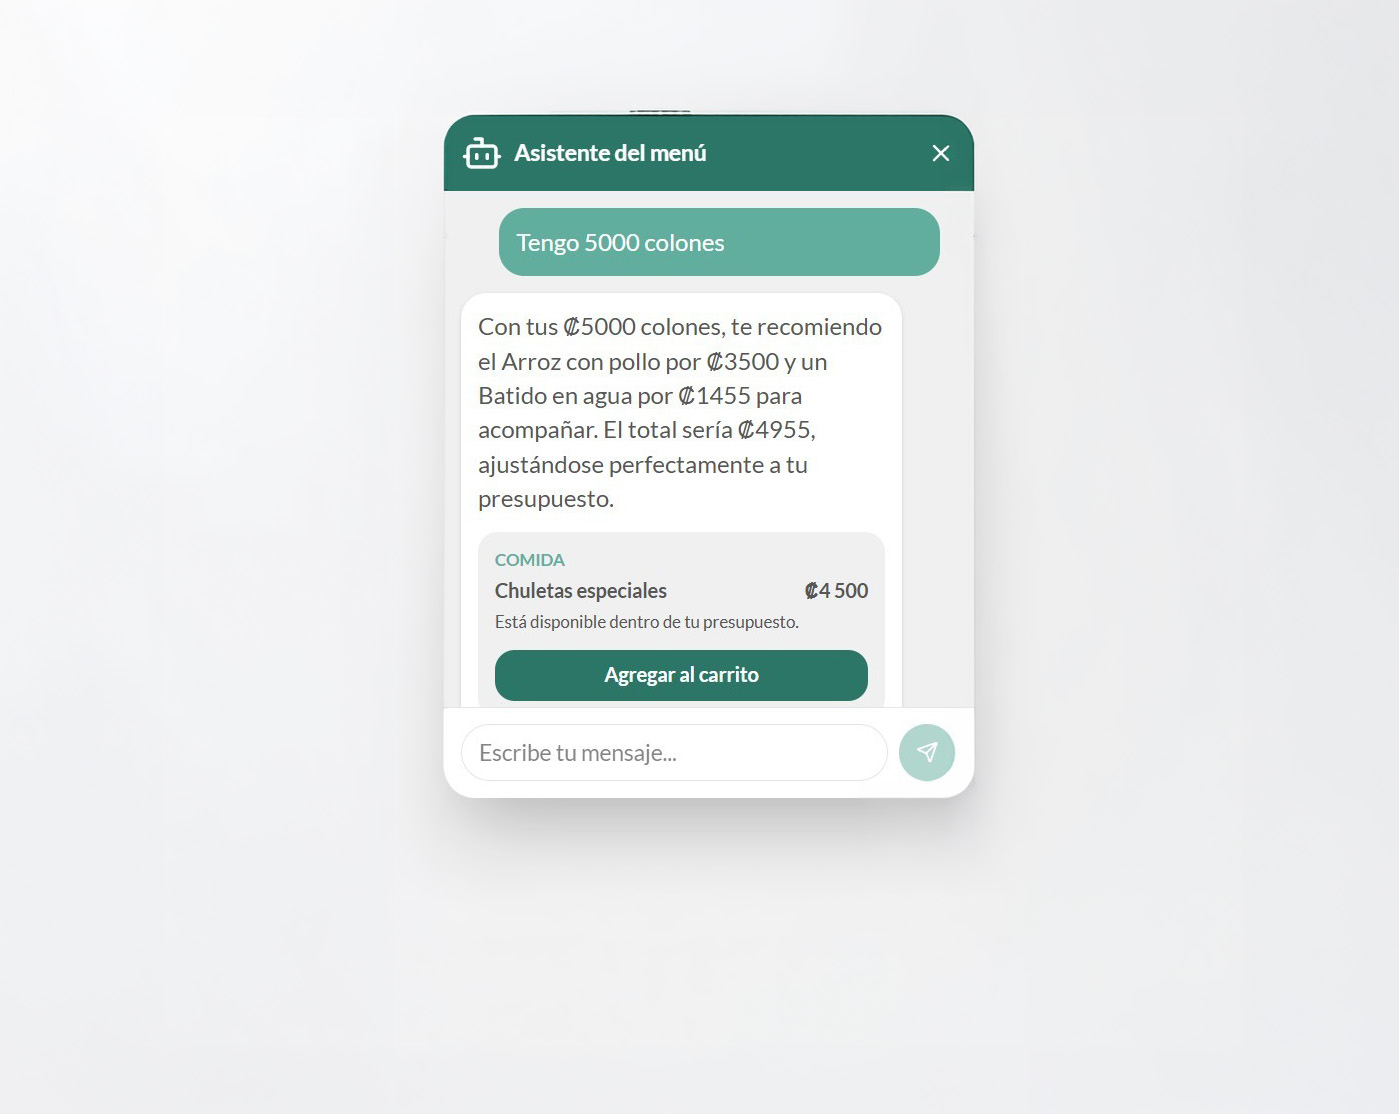 Asistente del menú
Tengo 5000 colones
Con tus ₡5000 colones, te recomiendo
el Arroz con pollo por ₡3500 y un
Batido en agua por ₡1455 para
acompañar. El total sería ₡4955,
ajustándose perfectamente a tu
presupuesto.
COMIDA
Chuletas especiales ₡4 500
Está disponible dentro de tu presupuesto.
Agregar al carrito
Escribe tu mensaje...